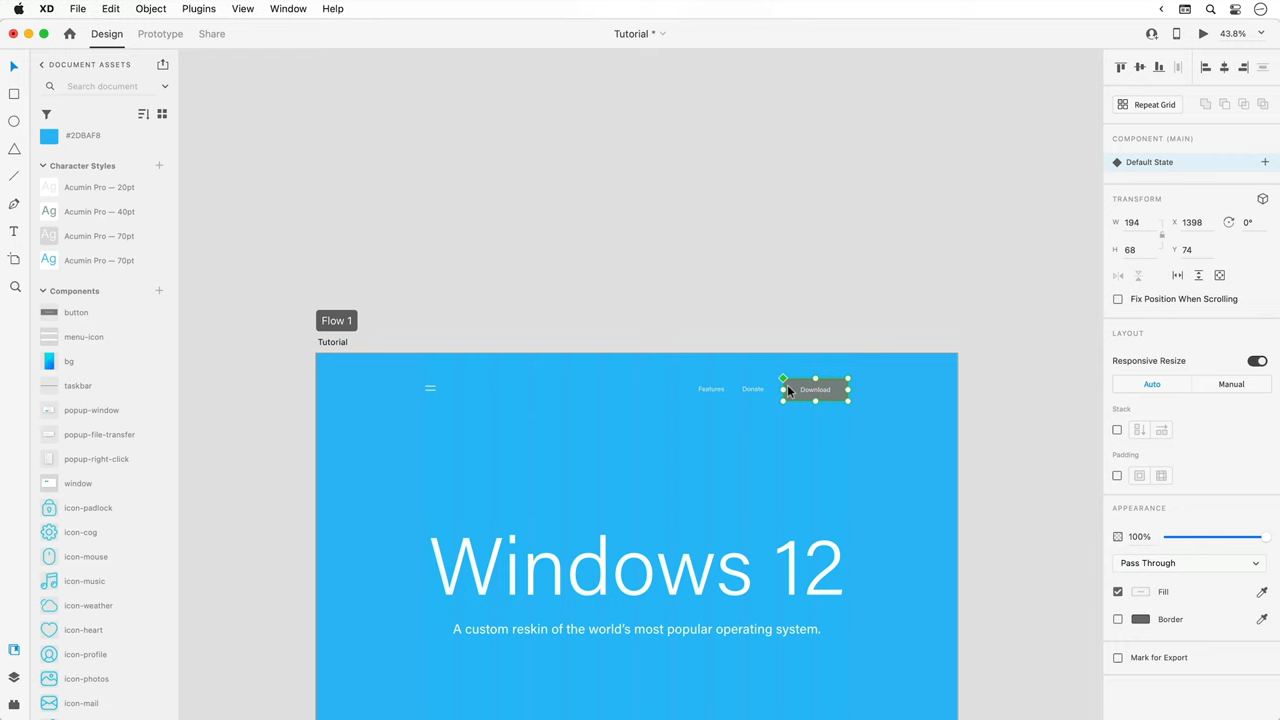 XD File Edit Object Plugins View Window Help
Design Prototype Share Tutorial * 43.8%
DOCUMENT ASSETS
Search document
#2DBAF8
Character Styles
Ag Acumin Pro — 20pt
Ag Acumin Pro — 40pt
Ag Acumin Pro — 70pt
Ag Acumin Pro — 70pt
Components
button
menu-icon
bg
taskbar
popup-window
popup-file-transfer
popup-right-click
window
icon-padlock
icon-cog
icon-mouse
icon-music
icon-weather
icon-heart
icon-profile
icon-photos
icon-mail
Flow 1
Tutorial
Features Donate Download
Windows 12
A custom reskin of the world's most popular operating system.
Repeat Grid
COMPONENT (MAIN)
Default State
TRANSFORM
W 194 X 1398 0°
H 68 Y 74
Fix Position When Scrolling
LAYOUT
Responsive Resize
Auto Manual
Stack
Padding
APPEARANCE
100%
Pass Through
Fill
Border
Mark for Export